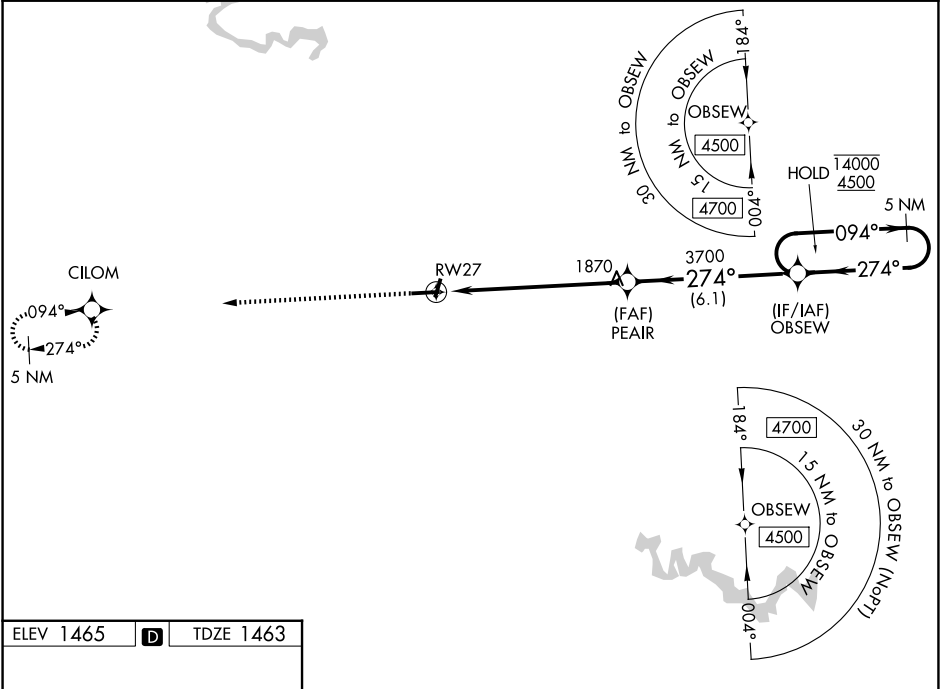 184°
30 NM to OBSEW
15 NM to OBSEW
OBSEW
4500
4700
004°
HOLD
14000
4500
5 NM
094°
274°
CILOM
094°
274°
5 NM
RW27
1870
(FAF)
PEAIR
3700
274°
(6.1)
(IF/IAF)
OBSEW
184°
4700
30 NM to OBSEW (NoPT)
15 NM to OBSEW
OBSEW
4500
004°
ELEV 1465 D TDZE 1463